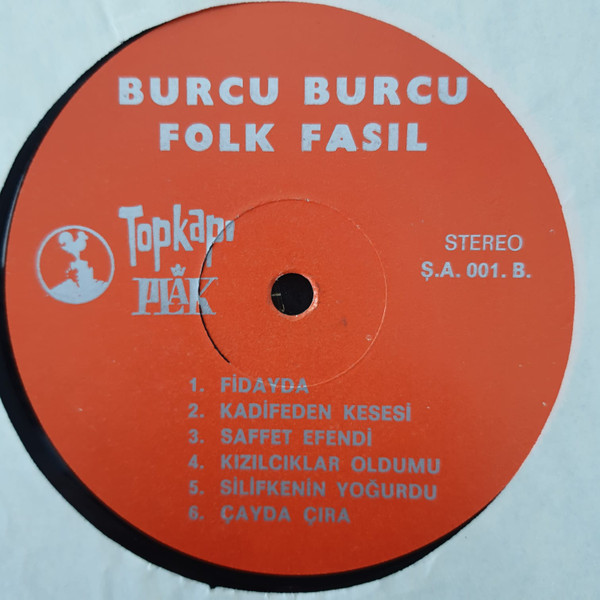 BURCU BURCU
FOLK FASIL
Topkapı
PLAK
STEREO
Ş.A. 001. B.
1. FİDAYDA
2. KADİFEDEN KESESİ
3. SAFFET EFENDİ
4. KIZILCIKLAR OLDUMU
5. SİLİFKENİN YOĞURDU
6. ÇAYDA ÇIRA